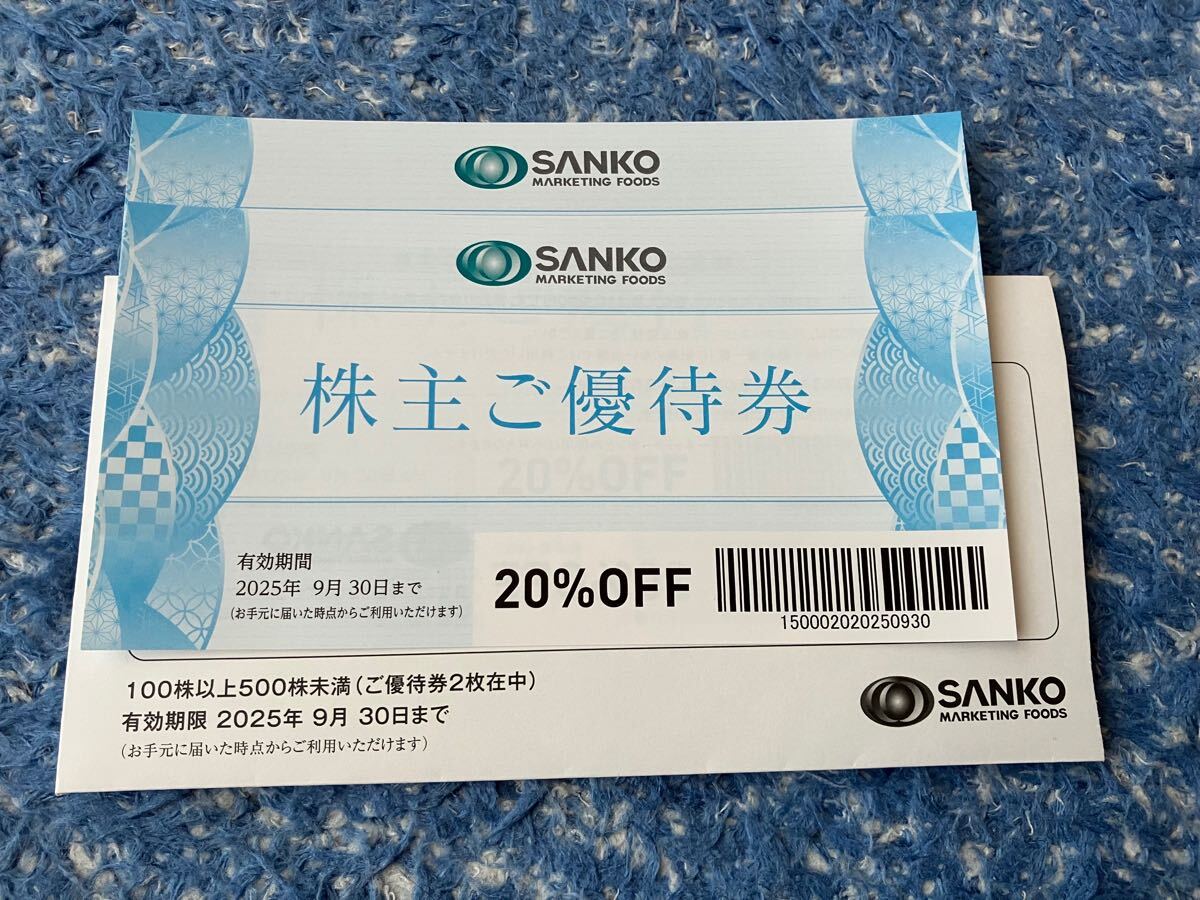 SANKO
MARKETING FOODS
SANKO
MARKETING FOODS
株主ご優待券
有効期間
2025年 9月 30日まで
(お手元に届いた時点からご利用いただけます)
20%OFF
150002020250930
100株以上500株未満(ご優待券2枚在中)
有効期限 2025年 9月 30日まで
(お手元に届いた時点からご利用いただけます)
SANKO
MARKETING FOODS